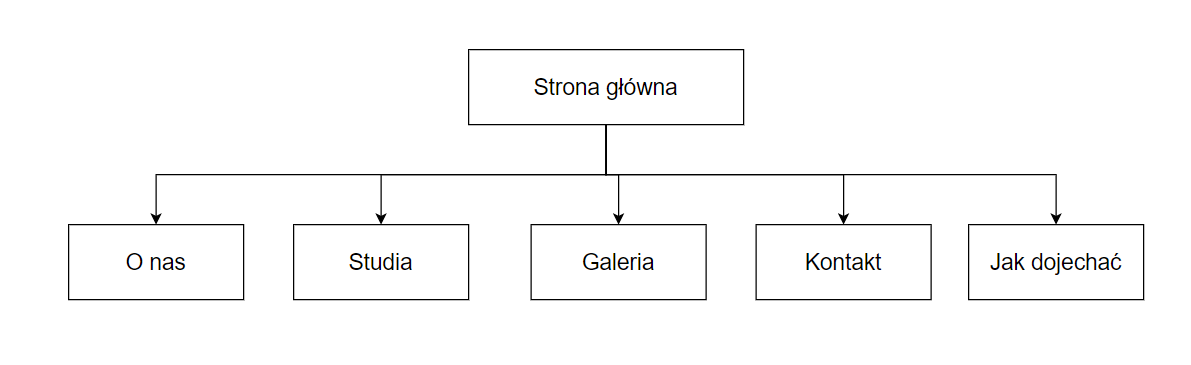 Strona główna
O nas
Studia
Galeria
Kontakt
Jak dojechać